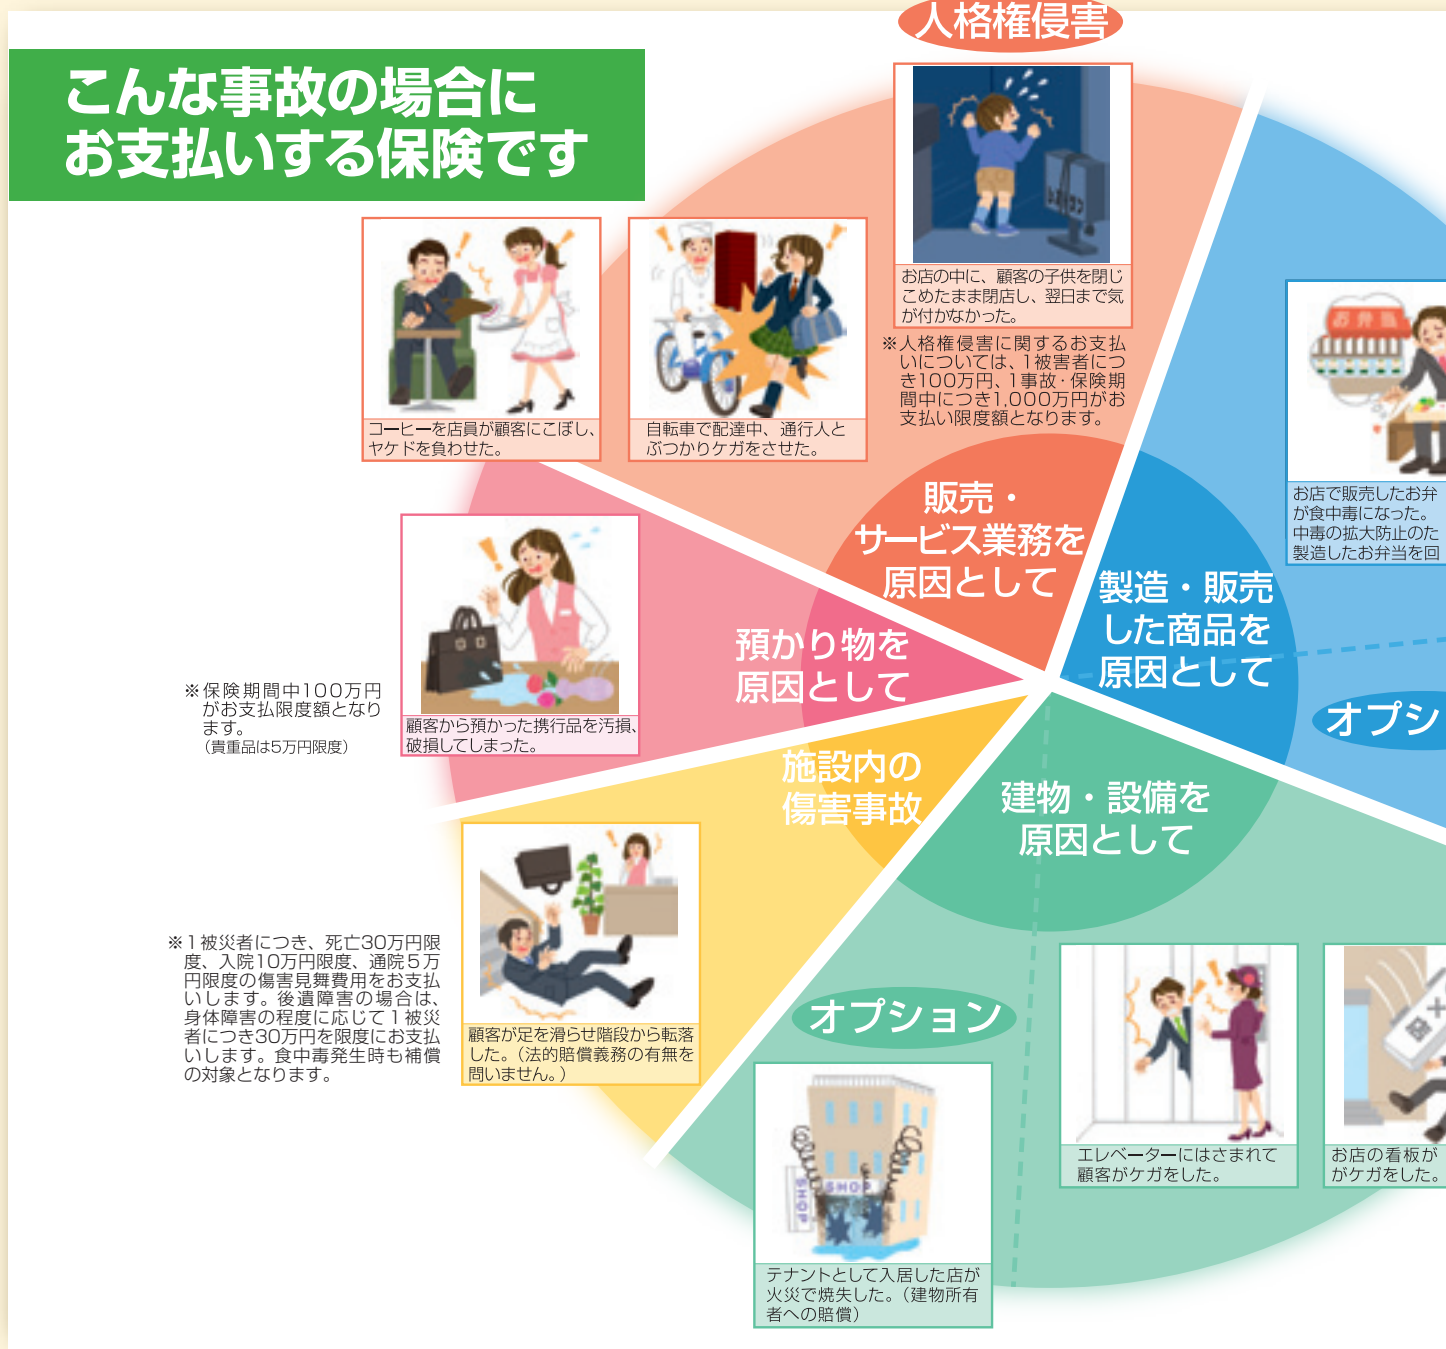 人格権侵害
こんな事故の場合に
お支払いする保険です
お店の中に、顧客の子供を閉じ
こめたまま閉店し、翌日まで気
が付かなかった。
※人格権侵害に関するお支払
いについては、1被害者につ
き100万円、1事故・保険期
間中につき1,000万円がお
支払い限度額となります。
コーヒーを店員が顧客にこぼし、
ヤケドを負わせた。
自転車で配達中、通行人と
ぶつかりケガをさせた。
お弁当
お店で販売したお弁
が食中毒になった。
中毒の拡大防止のた
製造したお弁当を回
販売・
サービス業務を
原因として
製造・販売
した商品を
原因として
オプシ
預かり物を
原因として
顧客から預かった携行品を汚損、
破損してしまった。
※保険期間中100万円
がお支払限度額となり
ます。
（貴重品は5万円限度）
施設内の
傷害事故
建物・設備を
原因として
顧客が足を滑らせ階段から転落
した。（法的賠償義務の有無を
問いません。）
※1被災者につき、死亡30万円限
度、入院10万円限度、通院5万
円限度の傷害見舞費用をお支払
いします。後遺障害の場合は、
身体障害の程度に応じて1被災
者につき30万円を限度にお支払
いします。食中毒発生時も補償
の対象となります。
オプション
SHOP
SHOP
テナントとして入居した店が
火災で焼失した。（建物所有
者への賠償）
エレベーターにはさまれて
顧客がケガをした。
店
お店の看板が
がケガをした。